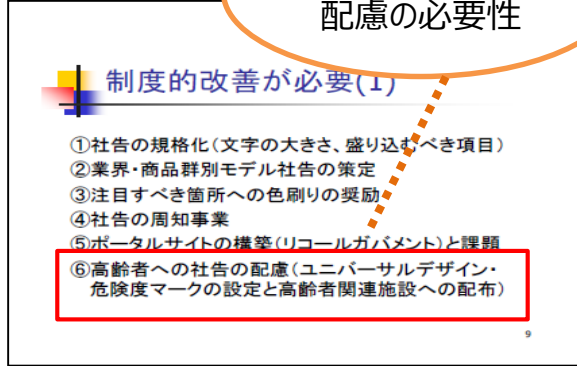 配慮の必要性
制度的改善が必要(1)
①社告の規格化(文字の大きさ、盛り込むべき項目)
②業界・商品群別モデル社告の策定
③注目すべき箇所への色刷りの奨励
④社告の周知事業
⑤ポータルサイトの構築(リコールガバメント)と課題
⑥高齢者への社告の配慮(ユニバーサルデザイン・
危険度マークの設定と高齢者関連施設への配布)
9